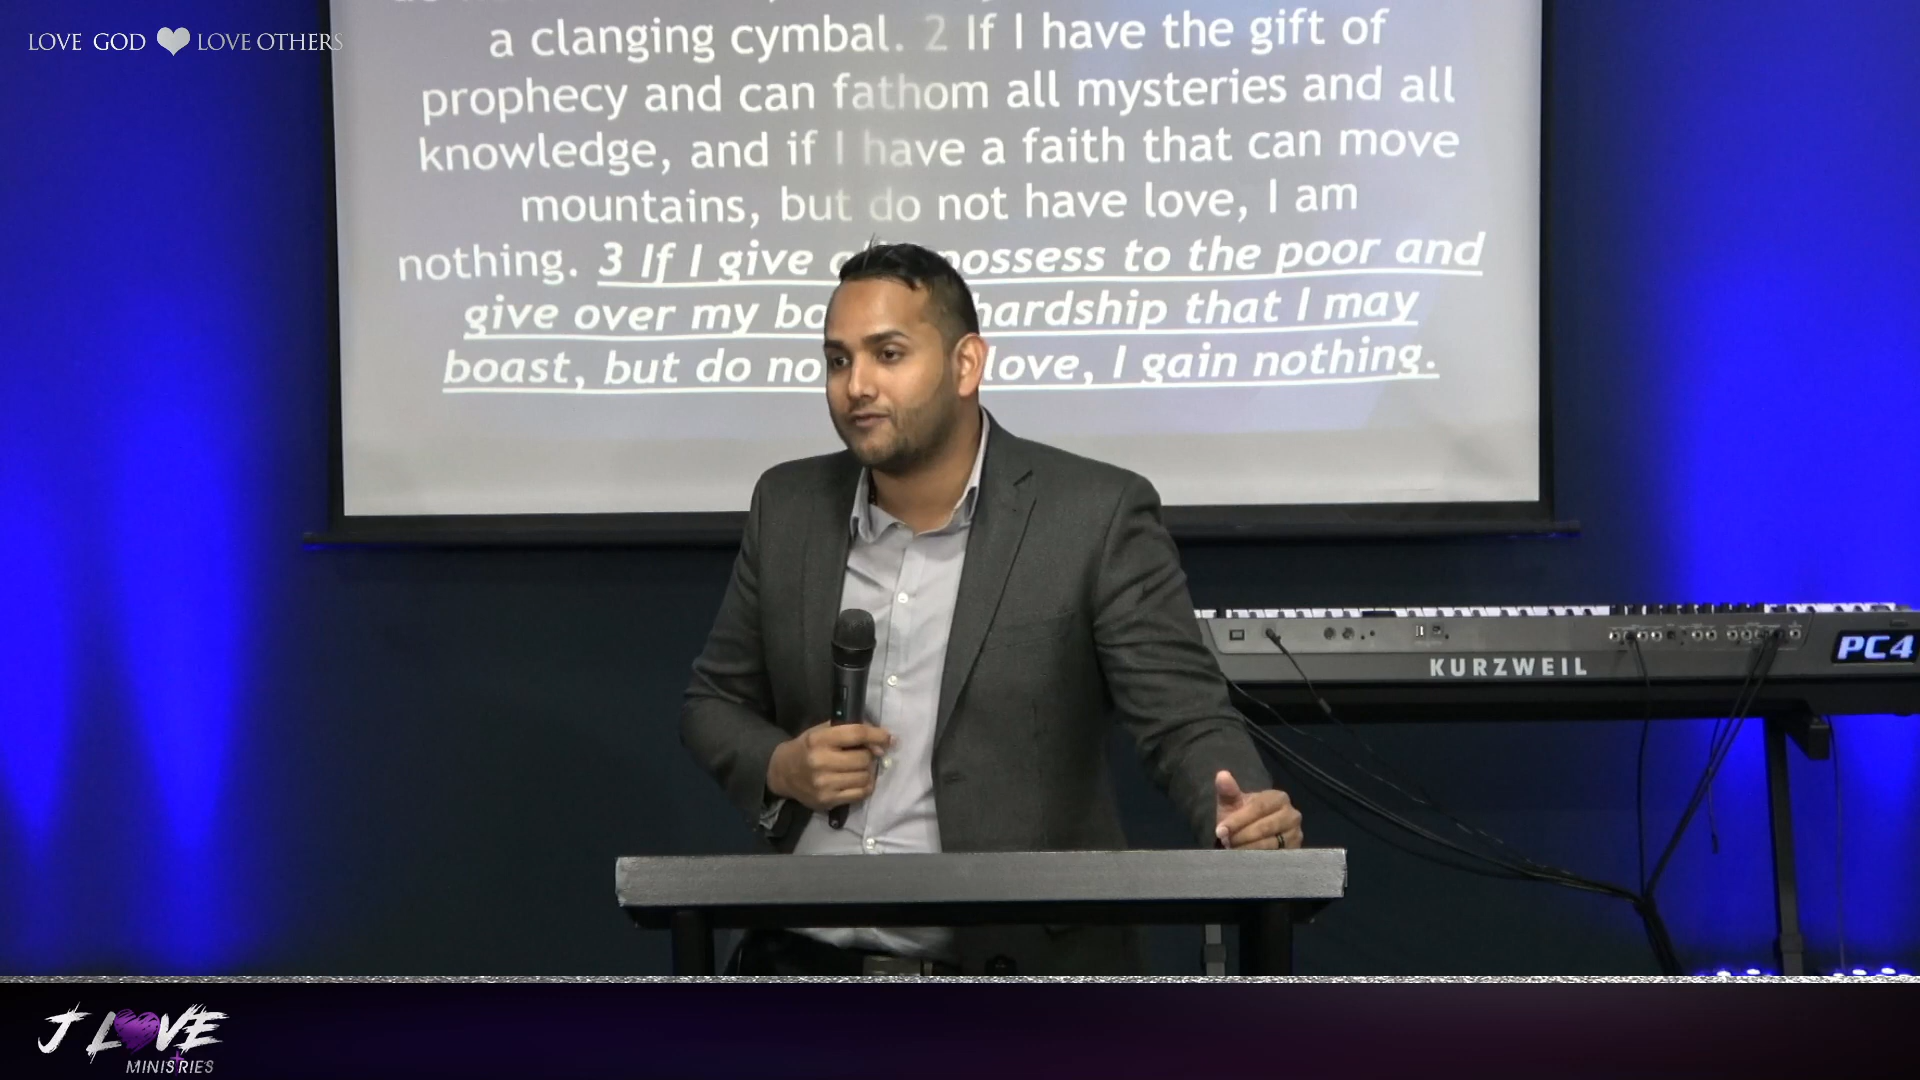 LOVE GOD LOVE OTHERS
a clanging cymbal. 2 If I have the gift of
prophecy and can fathom all mysteries and all
knowledge, and if I have a faith that can move
mountains, but do not have love, I am
nothing. 3 If I give possess to the poor and
give over my hardship that I may
boast, but do love, I gain nothing.
KURZWEIL
PC4
J LOVE
MINISTRIES